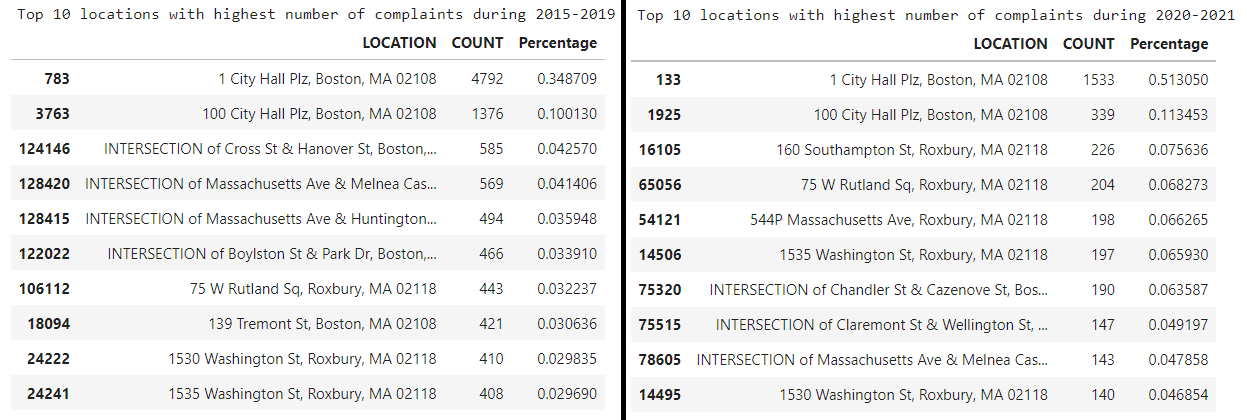 Top 10 locations with highest number of complaints during 2015-2019
LOCATION COUNT Percentage
783 1 City Hall Plz, Boston, MA 02108 4792 0.348709
3763 100 City Hall Plz, Boston, MA 02108 1376 0.100130
124146 INTERSECTION of Cross St & Hanover St, Boston,... 585 0.042570
128420 INTERSECTION of Massachusetts Ave & Melnea Cas... 569 0.041406
128415 INTERSECTION of Massachusetts Ave & Huntington... 494 0.035948
122022 INTERSECTION of Boylston St & Park Dr, Boston,... 466 0.033910
106112 75 W Rutland Sq, Roxbury, MA 02118 443 0.032237
18094 139 Tremont St, Boston, MA 02108 421 0.030636
24222 1530 Washington St, Roxbury, MA 02118 410 0.029835
24241 1535 Washington St, Roxbury, MA 02118 408 0.029690
Top 10 locations with highest number of complaints during 2020-2021
LOCATION COUNT Percentage
133 1 City Hall Plz, Boston, MA 02108 1533 0.513050
1925 100 City Hall Plz, Boston, MA 02108 339 0.113453
16105 160 Southampton St, Roxbury, MA 02118 226 0.075636
65056 75 W Rutland Sq, Roxbury, MA 02118 204 0.068273
54121 544P Massachusetts Ave, Roxbury, MA 02118 198 0.066265
14506 1535 Washington St, Roxbury, MA 02118 197 0.065930
75320 INTERSECTION of Chandler St & Cazenove St, Bos... 190 0.063587
75515 INTERSECTION of Claremont St & Wellington St, ... 147 0.049197
78605 INTERSECTION of Massachusetts Ave & Melnea Cas... 143 0.047858
14495 1530 Washington St, Roxbury, MA 02118 140 0.046854